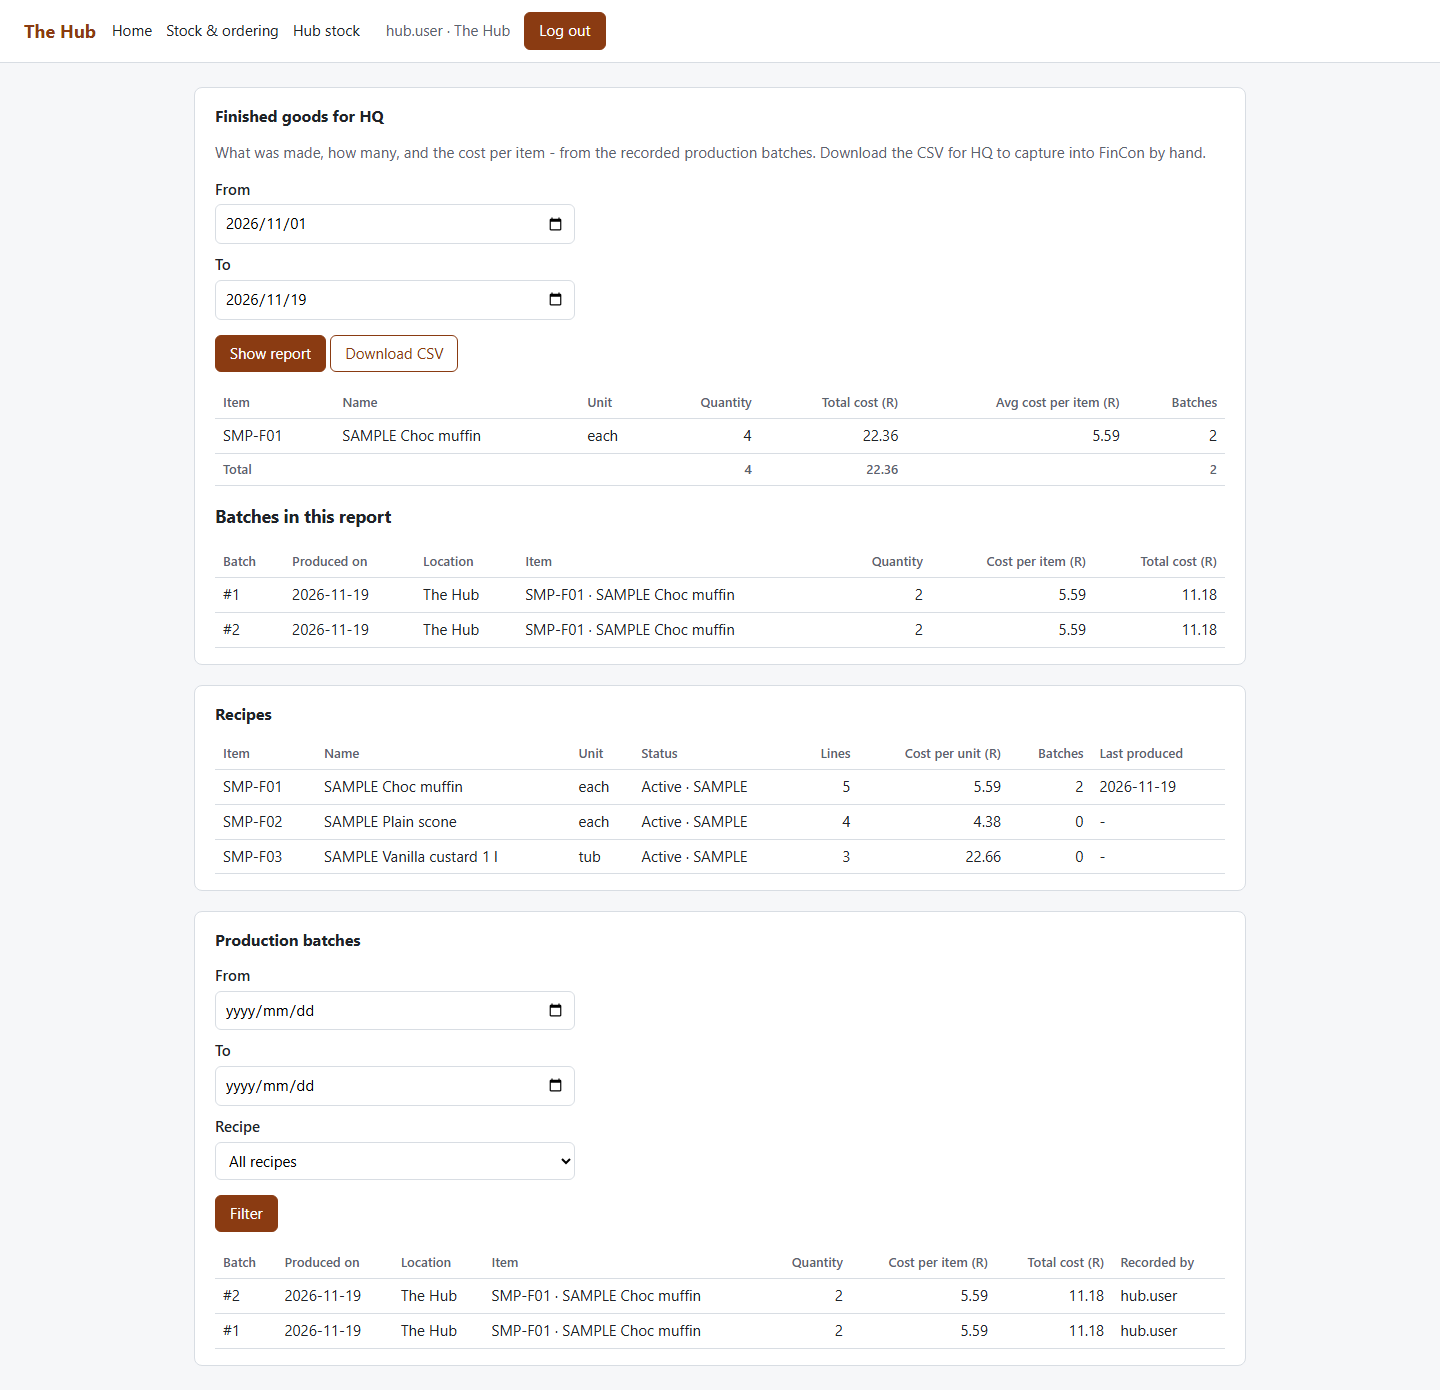 The Hub Home Stock & ordering Hub stock hub.user · The Hub Log out
Finished goods for HQ
What was made, how many, and the cost per item - from the recorded production batches. Download the CSV for HQ to capture into FinCon by hand.
From
2026/11/01
To
2026/11/19
Show report Download CSV
Item Name Unit Quantity Total cost (R) Avg cost per item (R) Batches
SMP-F01 SAMPLE Choc muffin each 4 22.36 5.59 2
Total 4 22.36 2
Batches in this report
Batch Produced on Location Item Quantity Cost per item (R) Total cost (R)
#1 2026-11-19 The Hub SMP-F01 · SAMPLE Choc muffin 2 5.59 11.18
#2 2026-11-19 The Hub SMP-F01 · SAMPLE Choc muffin 2 5.59 11.18
Recipes
Item Name Unit Status Lines Cost per unit (R) Batches Last produced
SMP-F01 SAMPLE Choc muffin each Active · SAMPLE 5 5.59 2 2026-11-19
SMP-F02 SAMPLE Plain scone each Active · SAMPLE 4 4.38 0 -
SMP-F03 SAMPLE Vanilla custard 1 l tub Active · SAMPLE 3 22.66 0 -
Production batches
From
yyyy/mm/dd
To
yyyy/mm/dd
Recipe
All recipes
Filter
Batch Produced on Location Item Quantity Cost per item (R) Total cost (R) Recorded by
#2 2026-11-19 The Hub SMP-F01 · SAMPLE Choc muffin 2 5.59 11.18 hub.user
#1 2026-11-19 The Hub SMP-F01 · SAMPLE Choc muffin 2 5.59 11.18 hub.user